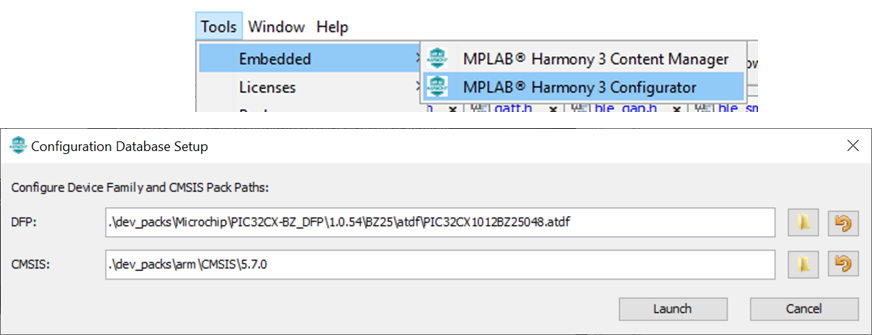 Tools Window Help
Embedded
MPLAB® Harmony 3 Content Manager
Licenses
MPLAB® Harmony 3 Configurator
gatt.h ble_gap.h
Configuration Database Setup
Configure Device Family and CMSIS Pack Paths:
DFP: .\dev_packs\Microchip\PIC32CX-BZ_DFP\1.0.54\BZ25\atdf\PIC32CX1012BZ25048.atdf
CMSIS: .\dev_packs\arm\CMSIS\5.7.0
Launch Cancel